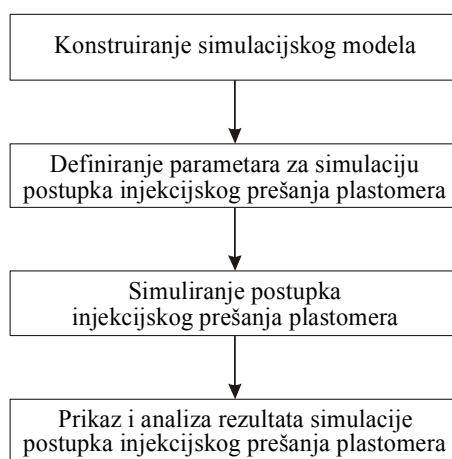 Konstruiranje simulacijskog modela
Definiranje parametara za simulaciju
postupka injekcijskog prešanja plastomera
Simuliranje postupka
injekcijskog prešanja plastomera
Prikaz i analiza rezultata simulacije
postupka injekcijskog prešanja plastomera